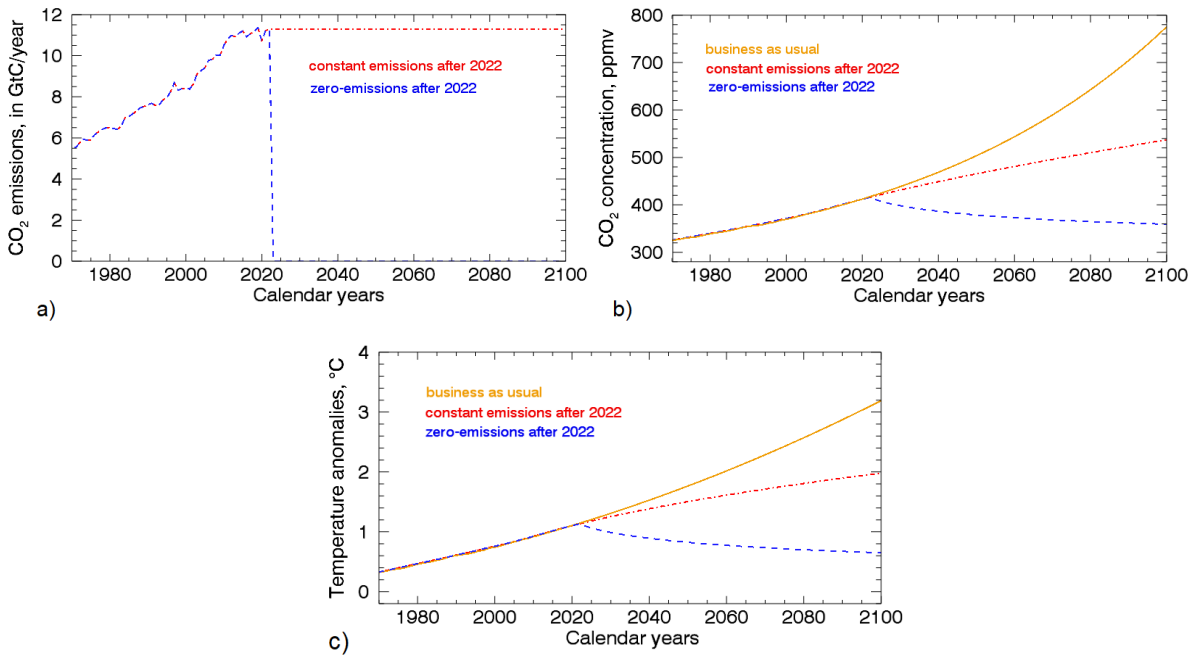 CO2 emissions, in GtC/year
12
10
8
6
4
2
0
constant emissions after 2022
zero-emissions after 2022
1980 2000 2020 2040 2060 2080 2100
Calendar years
a)
CO2 concentration, ppmv
800
700
600
500
400
300
business as usual
constant emissions after 2022
zero-emissions after 2022
1980 2000 2020 2040 2060 2080 2100
Calendar years
b)
Temperature anomalies, °C
4
3
2
1
0
business as usual
constant emissions after 2022
zero-emissions after 2022
1980 2000 2020 2040 2060 2080 2100
Calendar years
c)